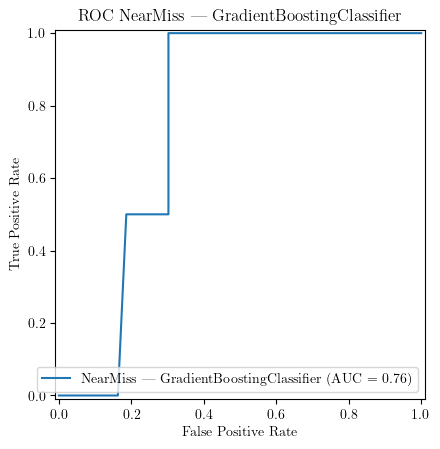 ROC NearMiss — GradientBoostingClassifier
1.0
0.8
0.6
0.4
0.2
0.0
True Positive Rate
NearMiss — GradientBoostingClassifier (AUC = 0.76)
0.0 0.2 0.4 0.6 0.8 1.0
False Positive Rate